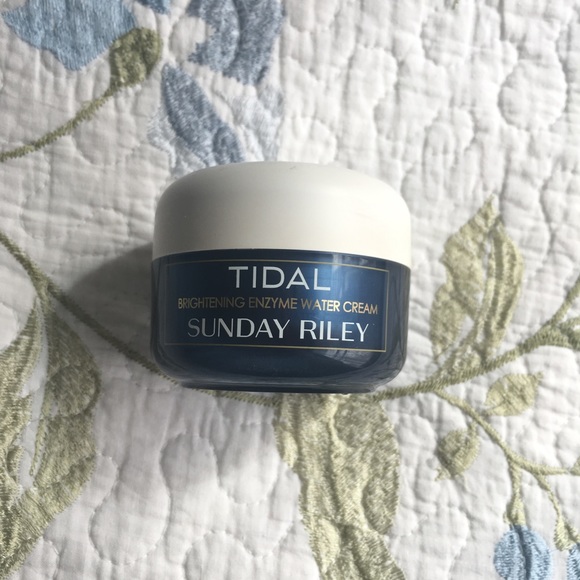 TIDAL
BRIGHTENING ENZYME WATER CREAM
SUNDAY RILEY